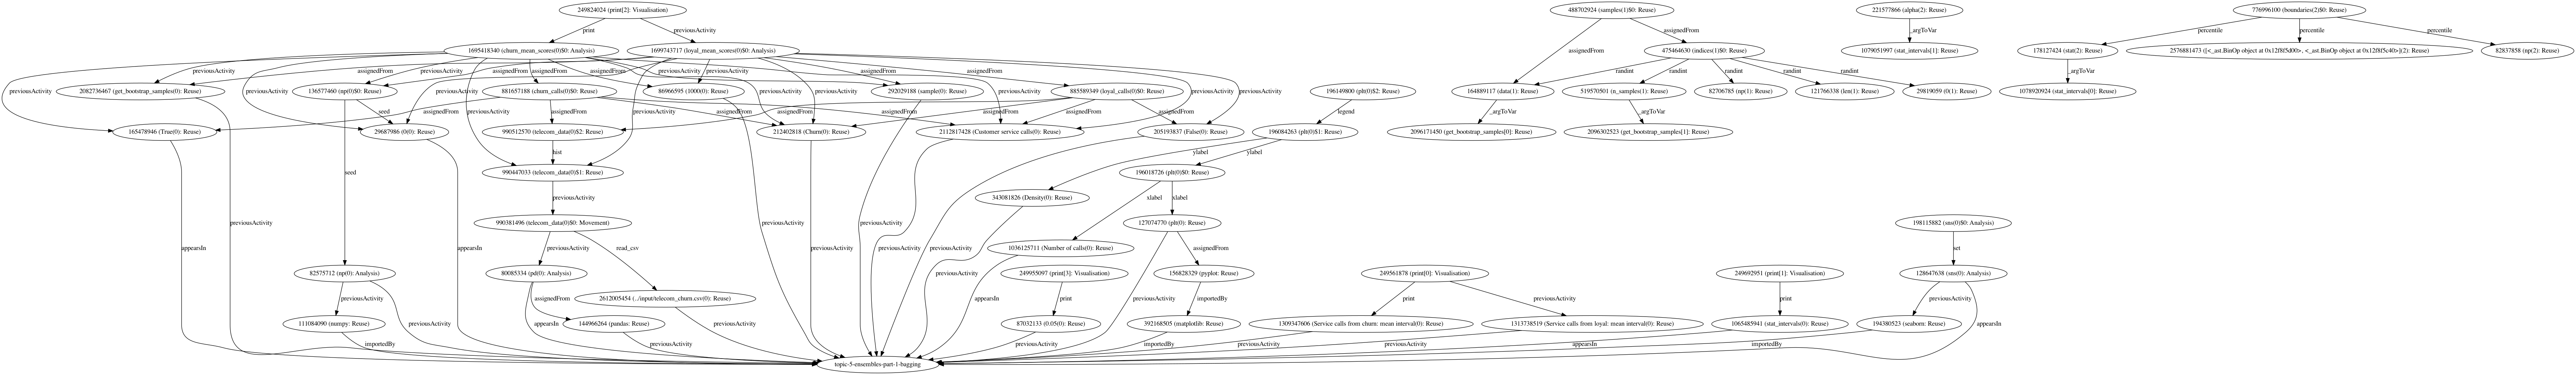 249824024 (print[2]: Visualisation)
488702924 (samples(1)$0: Reuse)
221577866 (alpha(2): Reuse)
776996100 (boundaries(2)$0: Reuse)
print
previousActivity
assignedFrom
_argToVar
percentile
percentile
percentile
1695418340 (churn_mean_scores(0)$0: Analysis)
1699743717 (loyal_mean_scores(0)$0: Analysis)
assignedFrom
475464630 (indices(1)$0: Reuse)
1079051997 (stat_intervals[1]: Reuse)
178127424 (stat(2): Reuse)
2576881473 ([<_ast.BinOp object at 0x12f8f5d00>, <_ast.BinOp object at 0x12f8f5c40>](2): Reuse)
82837858 (np(2): Reuse)
previousActivity
previousActivity
assignedFrom
previousActivity
previousActivity
assignedFrom
assignedFrom
assignedFrom
previousActivity
previousActivity
previousActivity
assignedFrom
assignedFrom
previousActivity
previousActivity
randint
randint
randint
randint
randint
_argToVar
2082736467 (get_bootstrap_samples(0): Reuse)
136577460 (np(0)$0: Reuse)
881657188 (churn_calls(0)$0: Reuse)
86966595 (1000(0): Reuse)
292029188 (sample(0): Reuse)
885589349 (loyal_calls(0)$0: Reuse)
196149800 (plt(0)$2: Reuse)
164889117 (data(1): Reuse)
519570501 (n_samples(1): Reuse)
82706785 (np(1): Reuse)
121766338 (len(1): Reuse)
29819059 (0(1): Reuse)
1078920924 (stat_intervals[0]: Reuse)
previousActivity
seed
assignedFrom
previousActivity
assignedFrom
assignedFrom
assignedFrom
assignedFrom
assignedFrom
assignedFrom
legend
_argToVar
_argToVar
165478946 (True(0): Reuse)
29687986 (0(0): Reuse)
990512570 (telecom_data(0)$2: Reuse)
212402818 (Churn(0): Reuse)
2112817428 (Customer service calls(0): Reuse)
205193837 (False(0): Reuse)
196084263 (plt(0)$1: Reuse)
2096171450 (get_bootstrap_samples[0]: Reuse)
2096302523 (get_bootstrap_samples[1]: Reuse)
hist
ylabel
ylabel
seed
990447033 (telecom_data(0)$1: Reuse)
196018726 (plt(0)$0: Reuse)
previousActivity
xlabel
xlabel
343081826 (Density(0): Reuse)
990381496 (telecom_data(0)$0: Movement)
127074770 (plt(0): Reuse)
198115882 (sns(0)$0: Analysis)
appearsIn
previousActivity
appearsIn
previousActivity
read_csv
previousActivity
previousActivity
previousActivity
previousActivity
previousActivity
1036125711 (Number of calls(0): Reuse)
assignedFrom
set
82575712 (np(0): Analysis)
80085334 (pd(0): Analysis)
previousActivity
249955097 (print[3]: Visualisation)
156828329 (pyplot: Reuse)
249561878 (print[0]: Visualisation)
249692951 (print[1]: Visualisation)
128647638 (sns(0): Analysis)
previousActivity
assignedFrom
2612005454 (../input/telecom_churn.csv(0): Reuse)
appearsIn
print
previousActivity
importedBy
print
previousActivity
print
previousActivity
111084090 (numpy: Reuse)
previousActivity
appearsIn
144966264 (pandas: Reuse)
previousActivity
87032133 (0.05(0): Reuse)
392168505 (matplotlib: Reuse)
1309347606 (Service calls from churn: mean interval(0): Reuse)
1313738519 (Service calls from loyal: mean interval(0): Reuse)
1065485941 (stat_intervals(0): Reuse)
194380523 (seaborn: Reuse)
appearsIn
importedBy
previousActivity
previousActivity
importedBy
previousActivity
previousActivity
appearsIn
importedBy
topic-5-ensembles-part-1-bagging